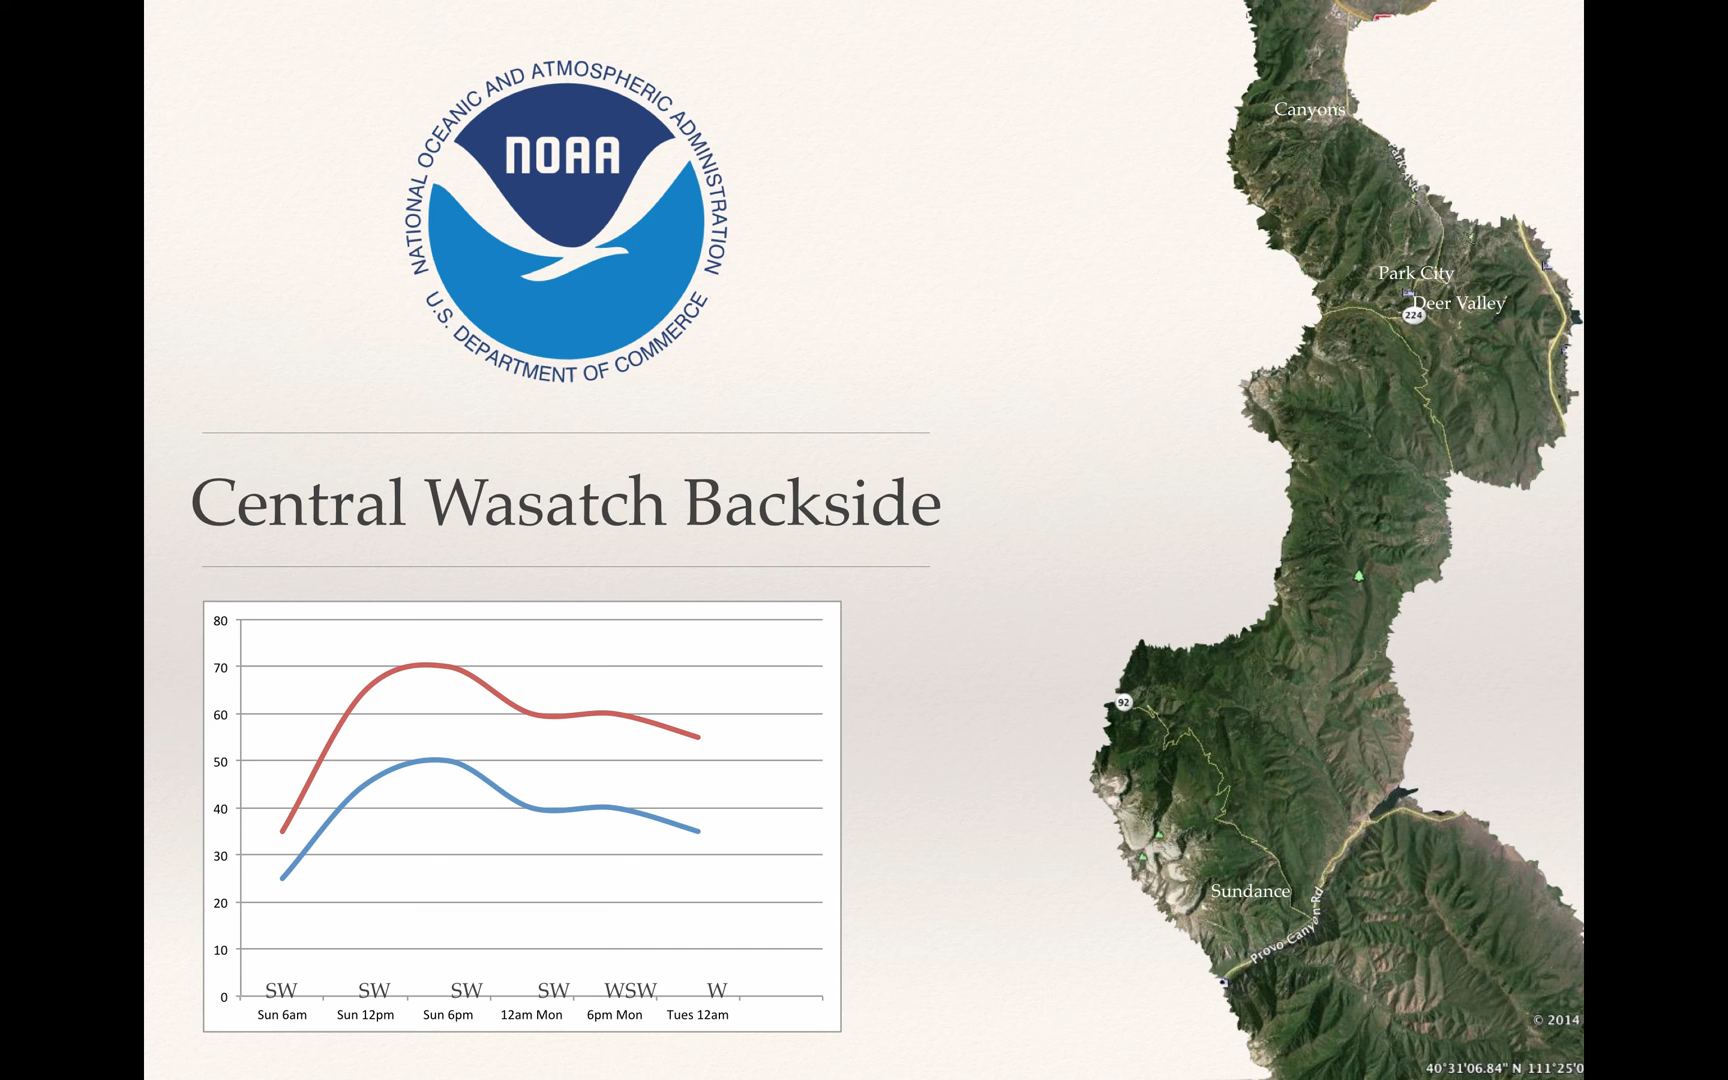 NATIONAL OCEANIC AND ATMOSPHERIC ADMINISTRATION
NOAA
U.S. DEPARTMENT OF COMMERCE
Central Wasatch Backside
80
70
60
50
40
30
20
10
0
SW SW SW SW WSW W
Sun 6am Sun 12pm Sun 6pm 12am Mon 6pm Mon Tues 12am
Canyons
Park City
Deer Valley
224
92
Sundance
Provo Canyon Rd
© 2014
40°31'06.84" N 111°25'0